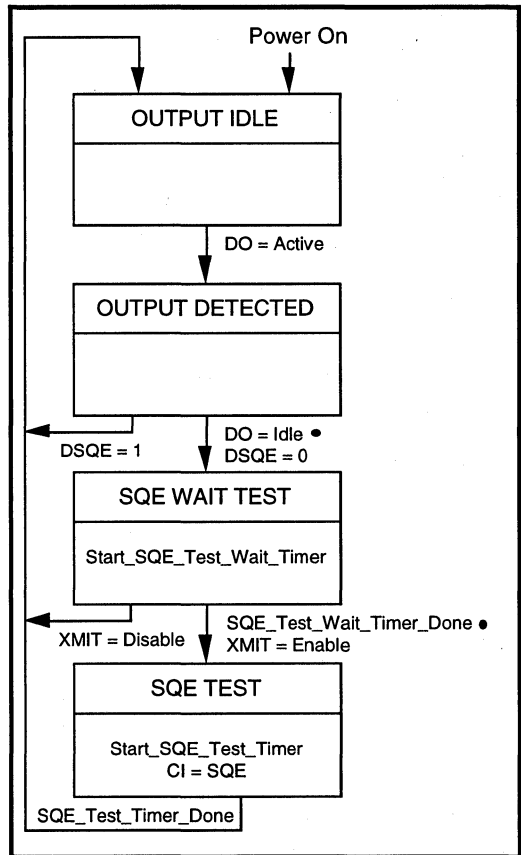 Power On
OUTPUT IDLE
DO = Active
OUTPUT DETECTED
DO = Idle •
DSQE = 1
DSQE = 0
SQE WAIT TEST
Start_SQE_Test_Wait_Timer
SQE_Test_Wait_Timer_Done •
XMIT = Disable
XMIT = Enable
SQE TEST
Start_SQE_Test_Timer
CI = SQE
SQE_Test_Timer_Done